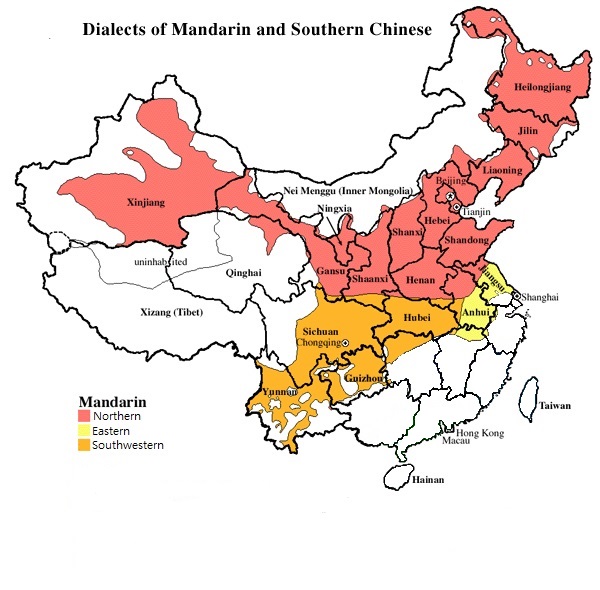 Dialects of Mandarin and Southern Chinese
Heilongjiang
Jilin
Liaoning
Beijing
Nei Menggu (Inner Mongolia)
Tianjin
Xinjiang
Ningxia
Hebei
Shanxi
Shandong
uninhabited
Qinghai
Gansu
Shaanxi
Henan
Jiangsu
Shanghai
Xizang (Tibet)
Anhui
Hubei
Sichuan
Chongqing
Guizhou
Yunnan
Taiwan
Mandarin
Northern
Eastern
Southwestern
Hong Kong
Macau
Hainan